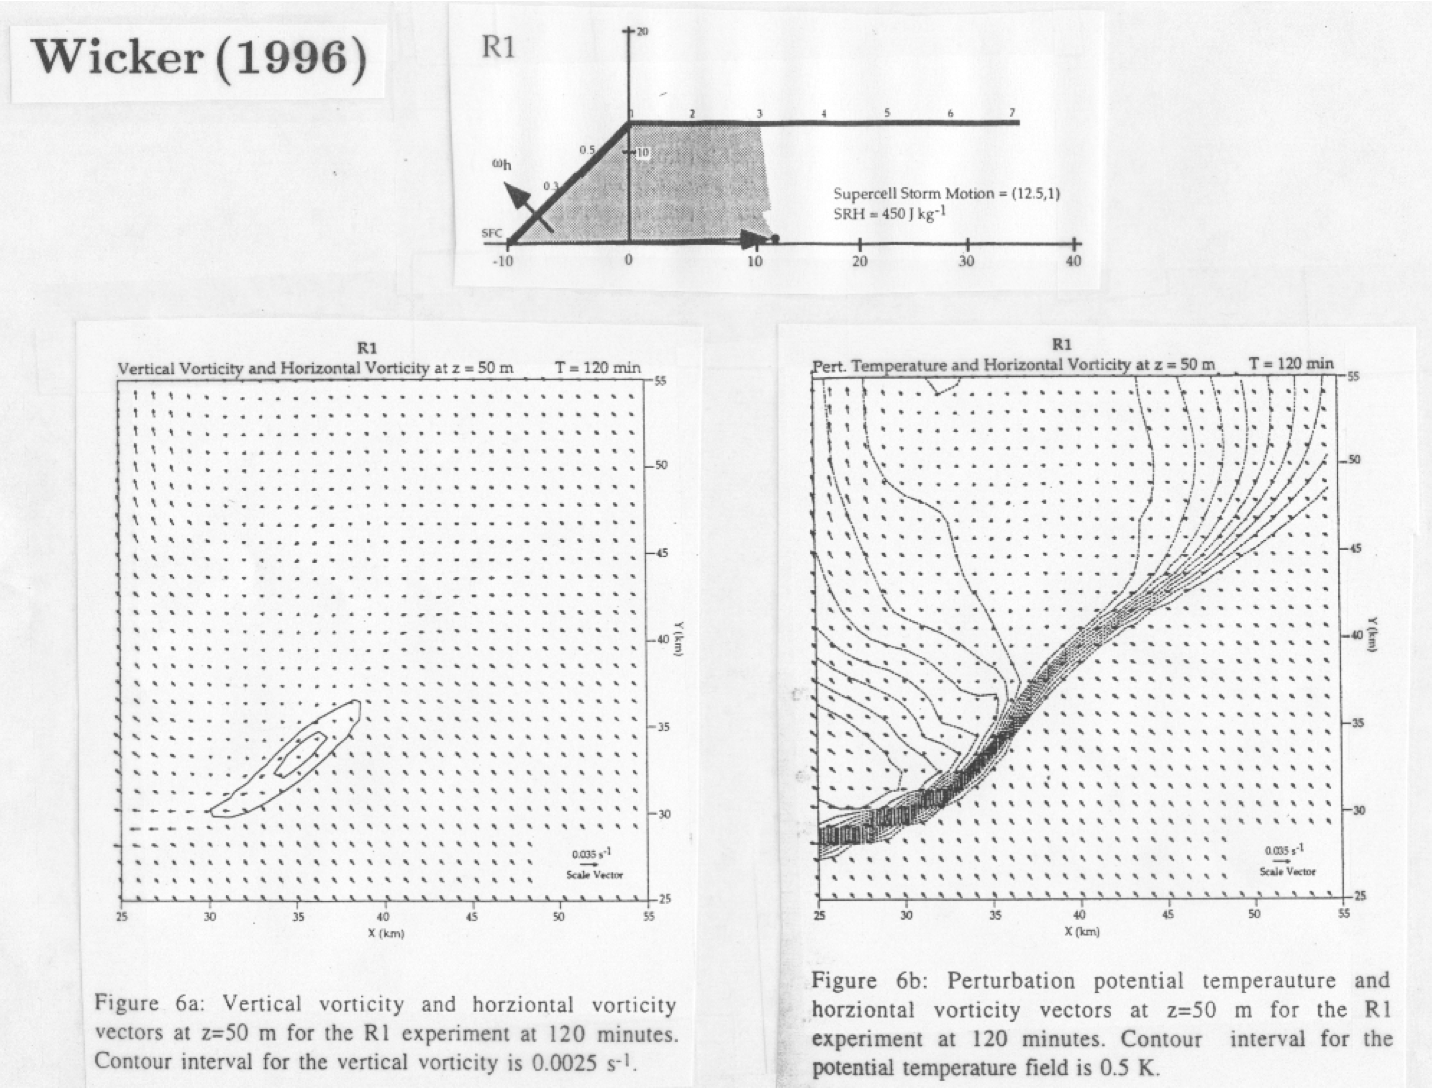 Wicker (1996)
R1
20
1 2 3 4 5 6 7
0.5
10
ωh
0.3
Supercell Storm Motion = (12.5,1)
SRH = 450 J kg-1
SFC
-10 0 10 20 30 40
R1
Vertical Vorticity and Horizontal Vorticity at z = 50 m T = 120 min
55
50
45
40
Y (km)
35
30
0.035 s-1
Scale Vector
25
25 30 35 40 45 50 55
X (km)
Figure 6a: Vertical vorticity and horziontal vorticity
vectors at z=50 m for the R1 experiment at 120 minutes.
Contour interval for the vertical vorticity is 0.0025 s-1.
R1
Pert. Temperature and Horizontal Vorticity at z = 50 m T = 120 min
55
50
45
40
Y (km)
35
30
0.035 s-1
Scale Vector
25
25 30 35 40 45 50 55
X (km)
Figure 6b: Perturbation potential temperauture and
horziontal vorticity vectors at z=50 m for the R1
experiment at 120 minutes. Contour interval for the
potential temperature field is 0.5 K.